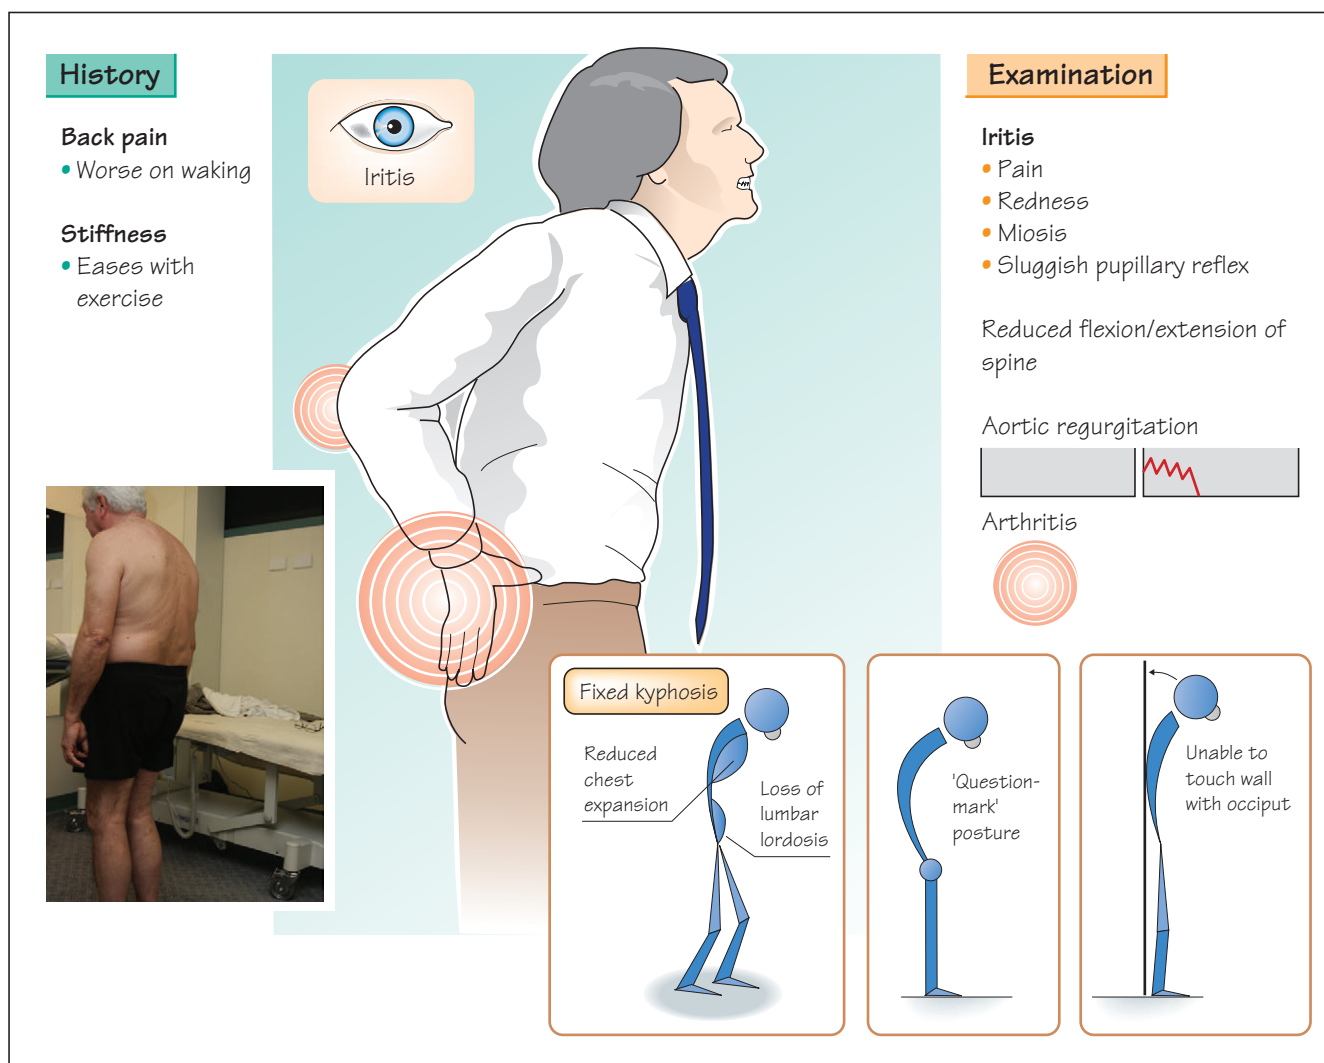 History
Back pain
• Worse on waking
Stiffness
• Eases with
exercise
Iritis
Examination
Iritis
• Pain
• Redness
• Miosis
• Sluggish pupillary reflex
Reduced flexion/extension of
spine
Aortic regurgitation
Arthritis
Fixed kyphosis
Reduced
chest
expansion
Loss of
lumbar
lordosis
'Question-
mark'
posture
Unable to
touch wall
with occiput